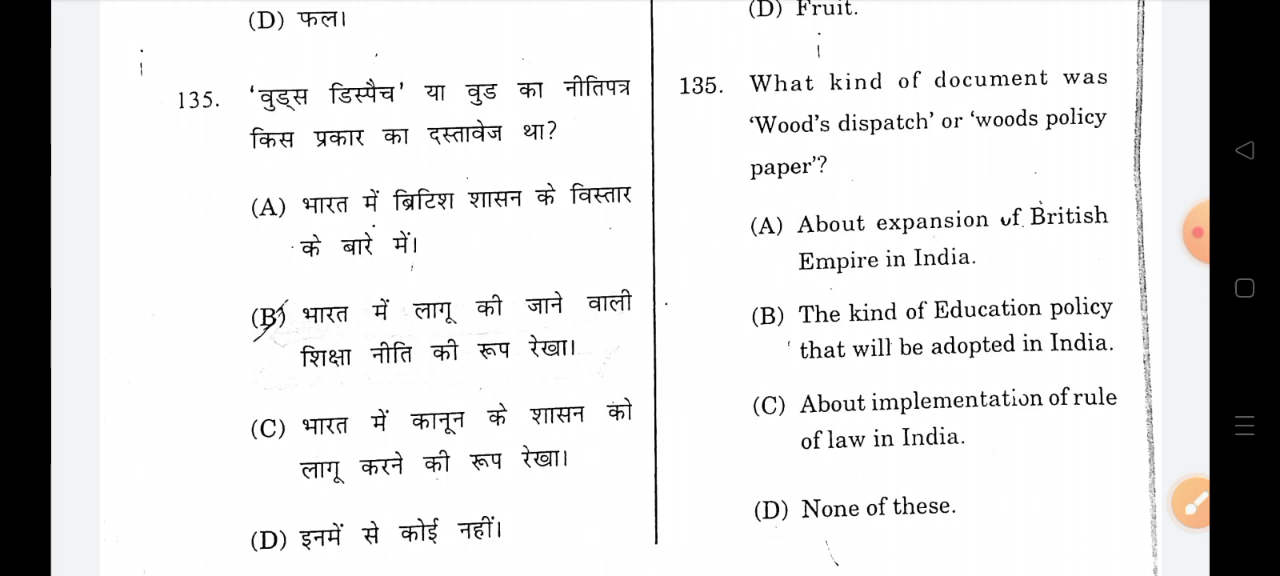 (D) फल।
135. ‘वुड्स डिस्पैच’ या वुड का नीतिपत्र
किस प्रकार का दस्तावेज था?
(A) भारत में ब्रिटिश शासन के विस्तार
के बारे में।
(B) भारत में लागू की जाने वाली
शिक्षा नीति की रूप रेखा।
(C) भारत में कानून के शासन को
लागू करने की रूप रेखा।
(D) इनमें से कोई नहीं।
(D) Fruit.
135. What kind of document was
‘Wood’s dispatch’ or ‘woods policy
paper’?
(A) About expansion of British
Empire in India.
(B) The kind of Education policy
that will be adopted in India.
(C) About implementation of rule
of law in India.
(D) None of these.